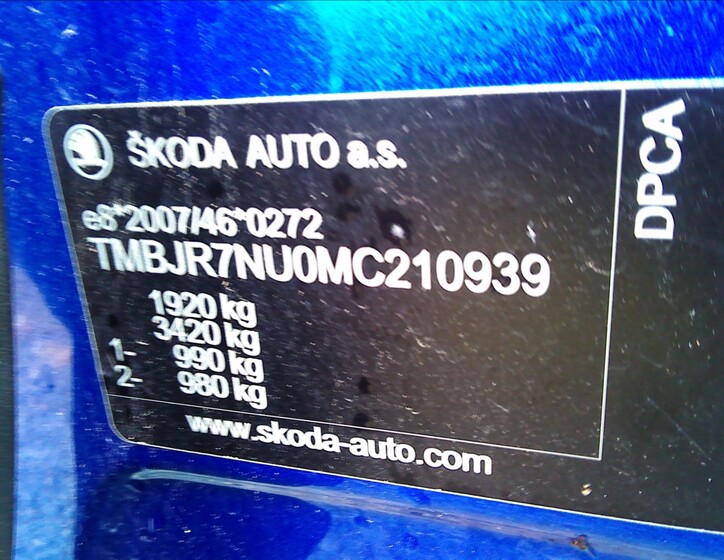 ŠKODA AUTO a.s.
e8*2007/46*0272
TMBJR7NU0MC210939
1920 kg
3420 kg
1- 990 kg
2- 980 kg
www.skoda-auto.com
DPCA